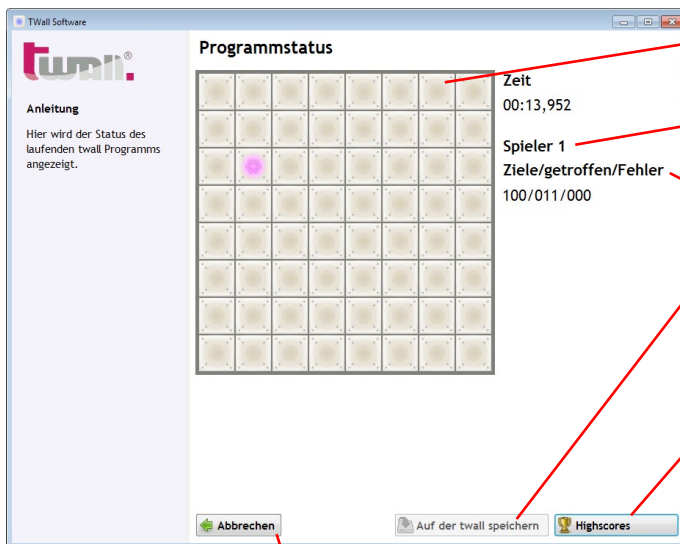 TWall Software
twall®
Programmstatus
Anleitung
Hier wird der Status des
laufenden twall Programms
angezeigt.
Zeit
00:13,952
Spieler 1
Ziele/getroffen/Fehler
100/011/000
Abbrechen
Auf der twall speichern
Highscores